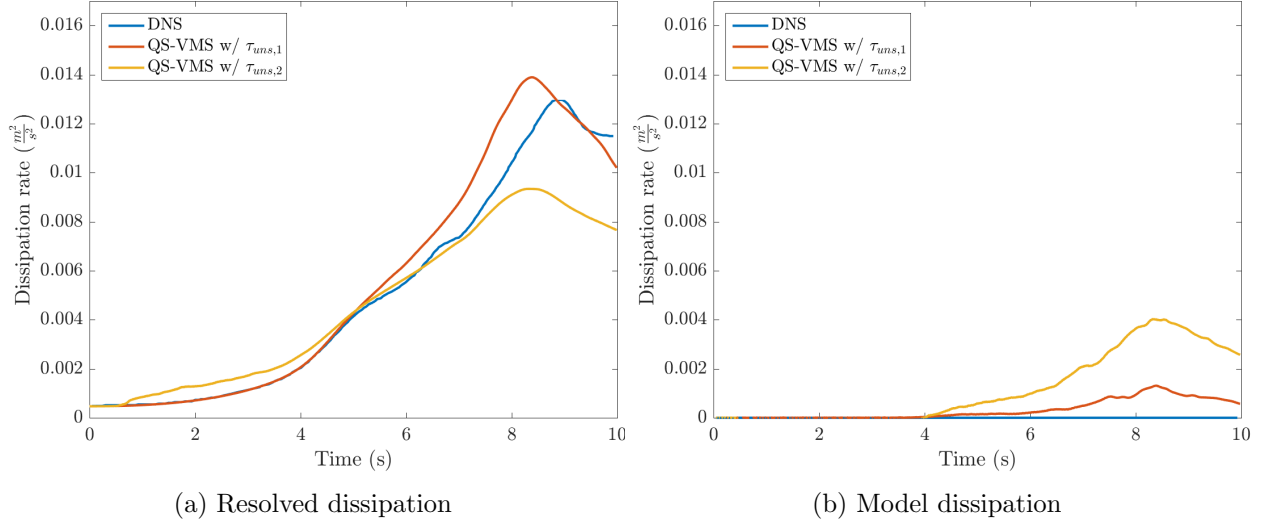 0.016
0.014
0.012
0.01
0.008
0.006
0.004
0.002
0
0 2 4 6 8 10
Dissipation rate (m²/s²)
Time (s)
DNS
QS-VMS w/ τuns,1
QS-VMS w/ τuns,2
(a) Resolved dissipation
0.016
0.014
0.012
0.01
0.008
0.006
0.004
0.002
0
0 2 4 6 8 10
Dissipation rate (m²/s²)
Time (s)
DNS
QS-VMS w/ τuns,1
QS-VMS w/ τuns,2
(b) Model dissipation